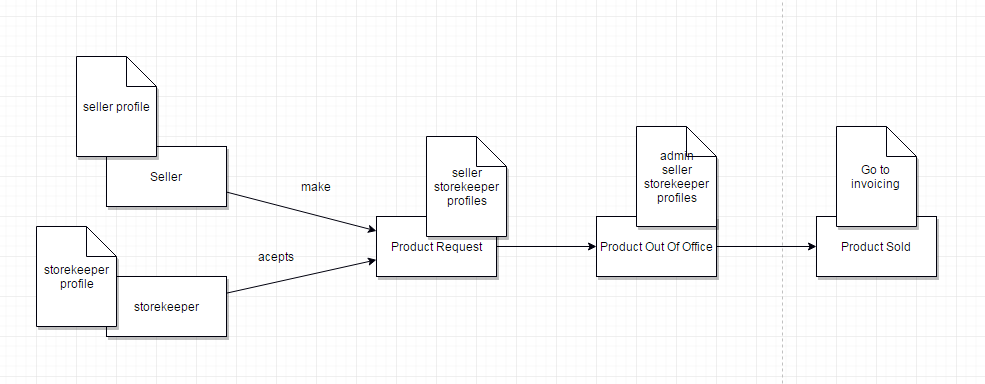 seller profile
Seller
make
storekeeper
profile
storekeeper
acepts
seller
storekeeper
profiles
Product Request
admin
seller
storekeeper
profiles
Product Out Of Office
Go to
invoicing
Product Sold